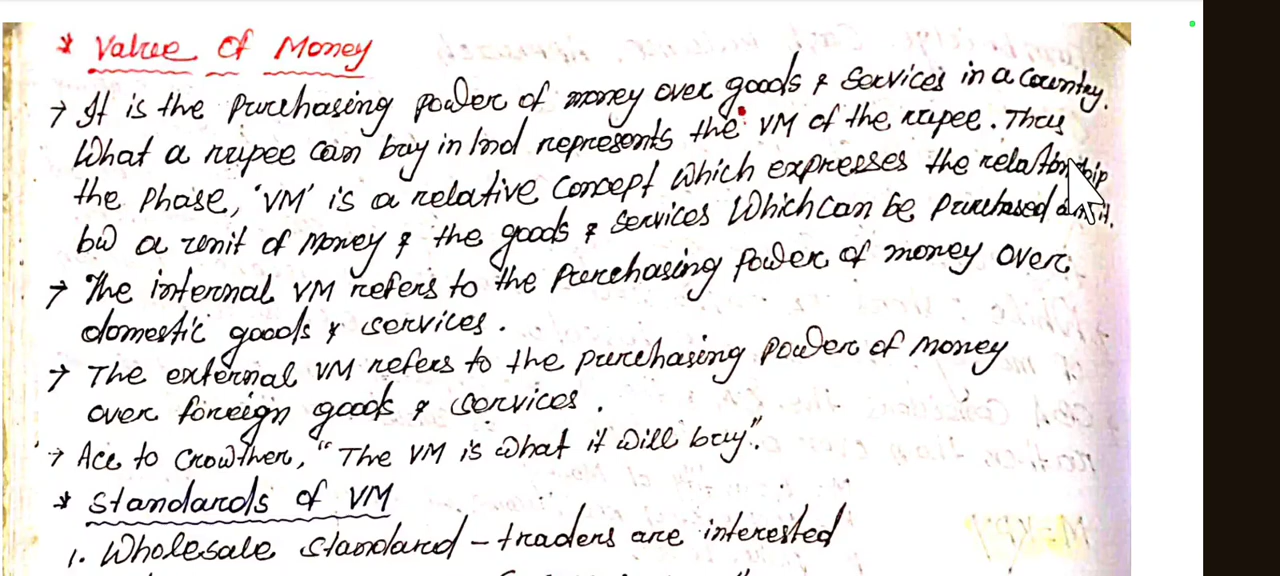 * Value of Money
→ It is the purchasing power of money over goods & services in a country.
What a rupee can buy in Ind represents the VM of the rupee. Thus
the Phase, 'VM' is a relative concept which expresses the relationship
bw a unit of money & the goods & services which can be purchased
→ The internal VM refers to the purchasing power of money over
domestic goods & services.
→ The external VM refers to the purchasing power of money
over foreign goods & services.
→ Acc to Crowther, "The VM is what it will buy".
* Standards of VM
1. Wholesale standard - traders are interested